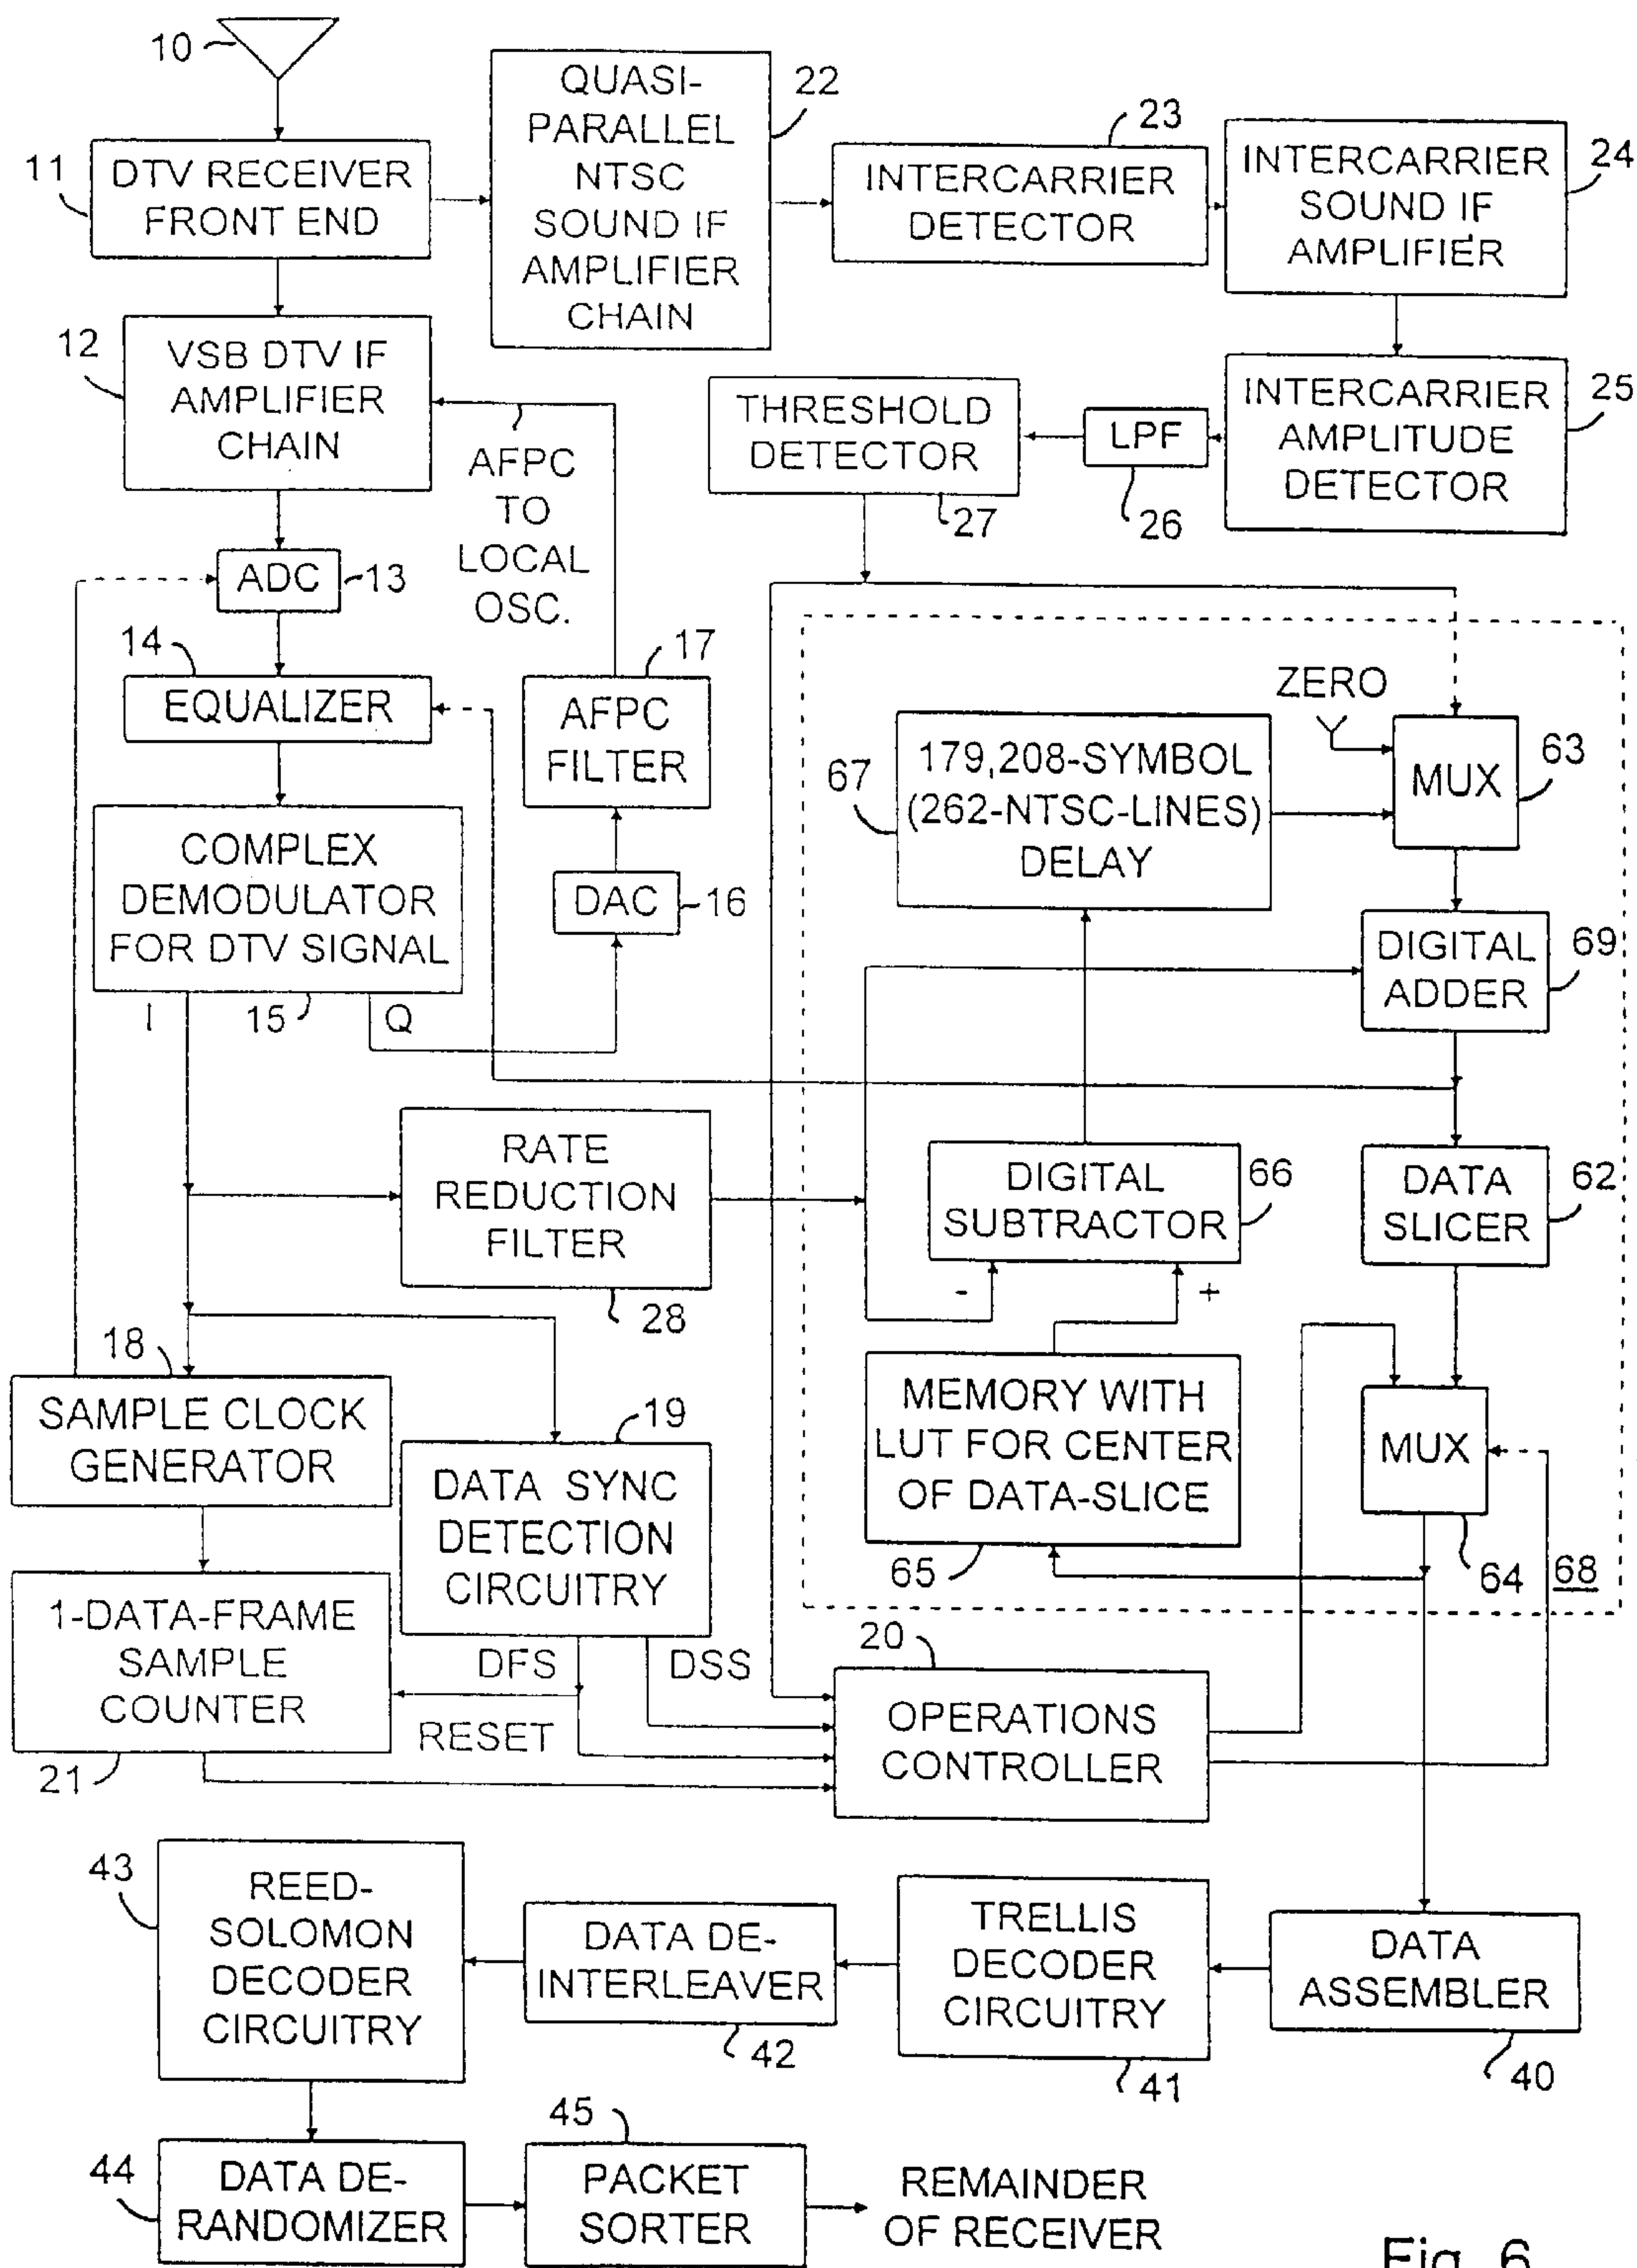 10
QUASI-
PARALLEL
NTSC
SOUND IF
AMPLIFIER
CHAIN
22
23
11
DTV RECEIVER
FRONT END
INTERCARRIER
DETECTOR
INTERCARRIER
SOUND IF
AMPLIFIER
24
12
VSB DTV IF
AMPLIFIER
CHAIN
AFPC
TO
LOCAL
OSC.
THRESHOLD
DETECTOR
27
LPF
26
INTERCARRIER
AMPLITUDE
DETECTOR
25
ADC
13
14
EQUALIZER
17
AFPC
FILTER
ZERO
67
179,208-SYMBOL
(262-NTSC-LINES)
DELAY
MUX
63
COMPLEX
DEMODULATOR
FOR DTV SIGNAL
DAC
16
DIGITAL
ADDER
69
I
15
Q
RATE
REDUCTION
FILTER
28
DIGITAL
SUBTRACTOR
66
DATA
SLICER
62
-
+
18
SAMPLE CLOCK
GENERATOR
19
DATA SYNC
DETECTION
CIRCUITRY
MEMORY WITH
LUT FOR CENTER
OF DATA-SLICE
65
MUX
64
68
1-DATA-FRAME
SAMPLE
COUNTER
21
DFS
DSS
RESET
20
OPERATIONS
CONTROLLER
43
REED-
SOLOMON
DECODER
CIRCUITRY
DATA DE-
INTERLEAVER
42
TRELLIS
DECODER
CIRCUITRY
41
DATA
ASSEMBLER
40
44
DATA DE-
RANDOMIZER
45
PACKET
SORTER
REMAINDER
OF RECEIVER
Fig. 6